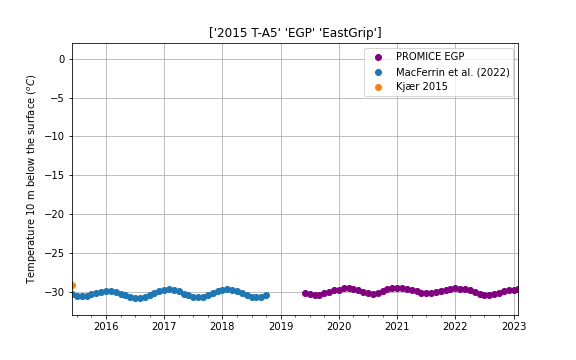 ['2015 T-A5' 'EGP' 'EastGrip']
PROMICE EGP
MacFerrin et al. (2022)
Kjær 2015
Temperature 10 m below the surface (°C)
0
−5
−10
−15
−20
−25
−30
2016 2017 2018 2019 2020 2021 2022 2023